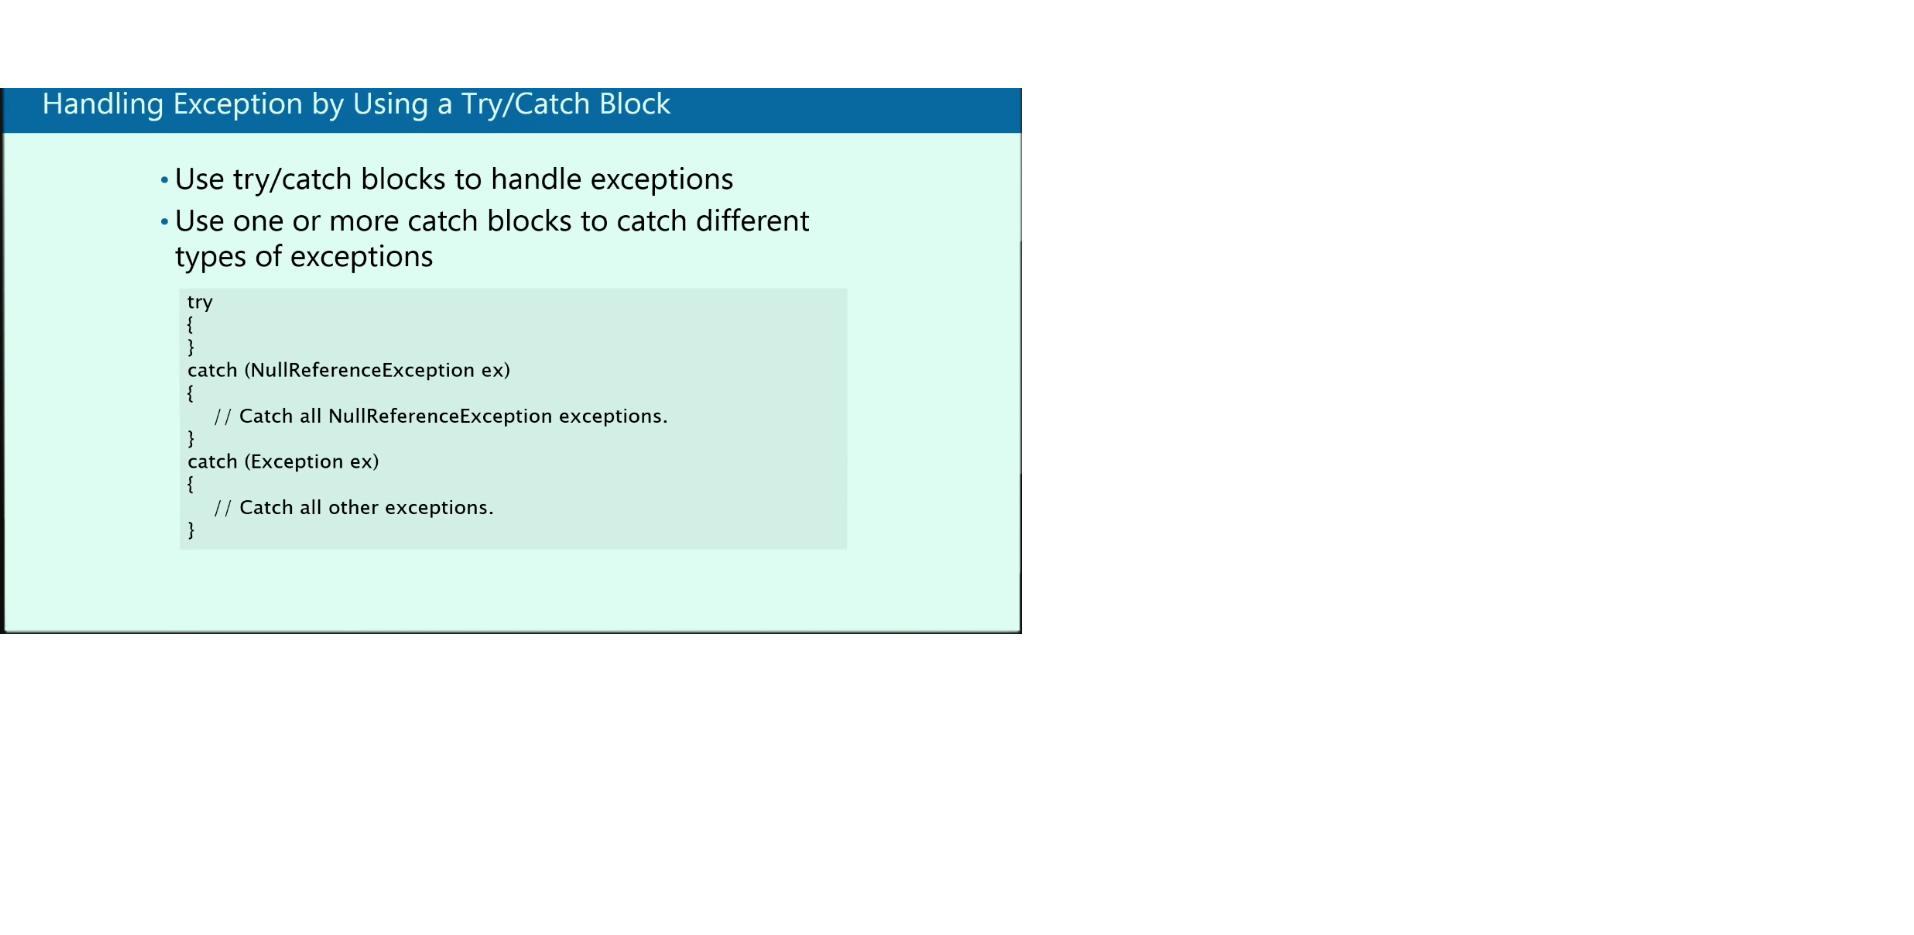 Handling Exception by Using a Try/Catch Block
• Use try/catch blocks to handle exceptions
• Use one or more catch blocks to catch different
types of exceptions
try
{
}
catch (NullReferenceException ex)
{
    // Catch all NullReferenceException exceptions.
}
catch (Exception ex)
{
    // Catch all other exceptions.
}